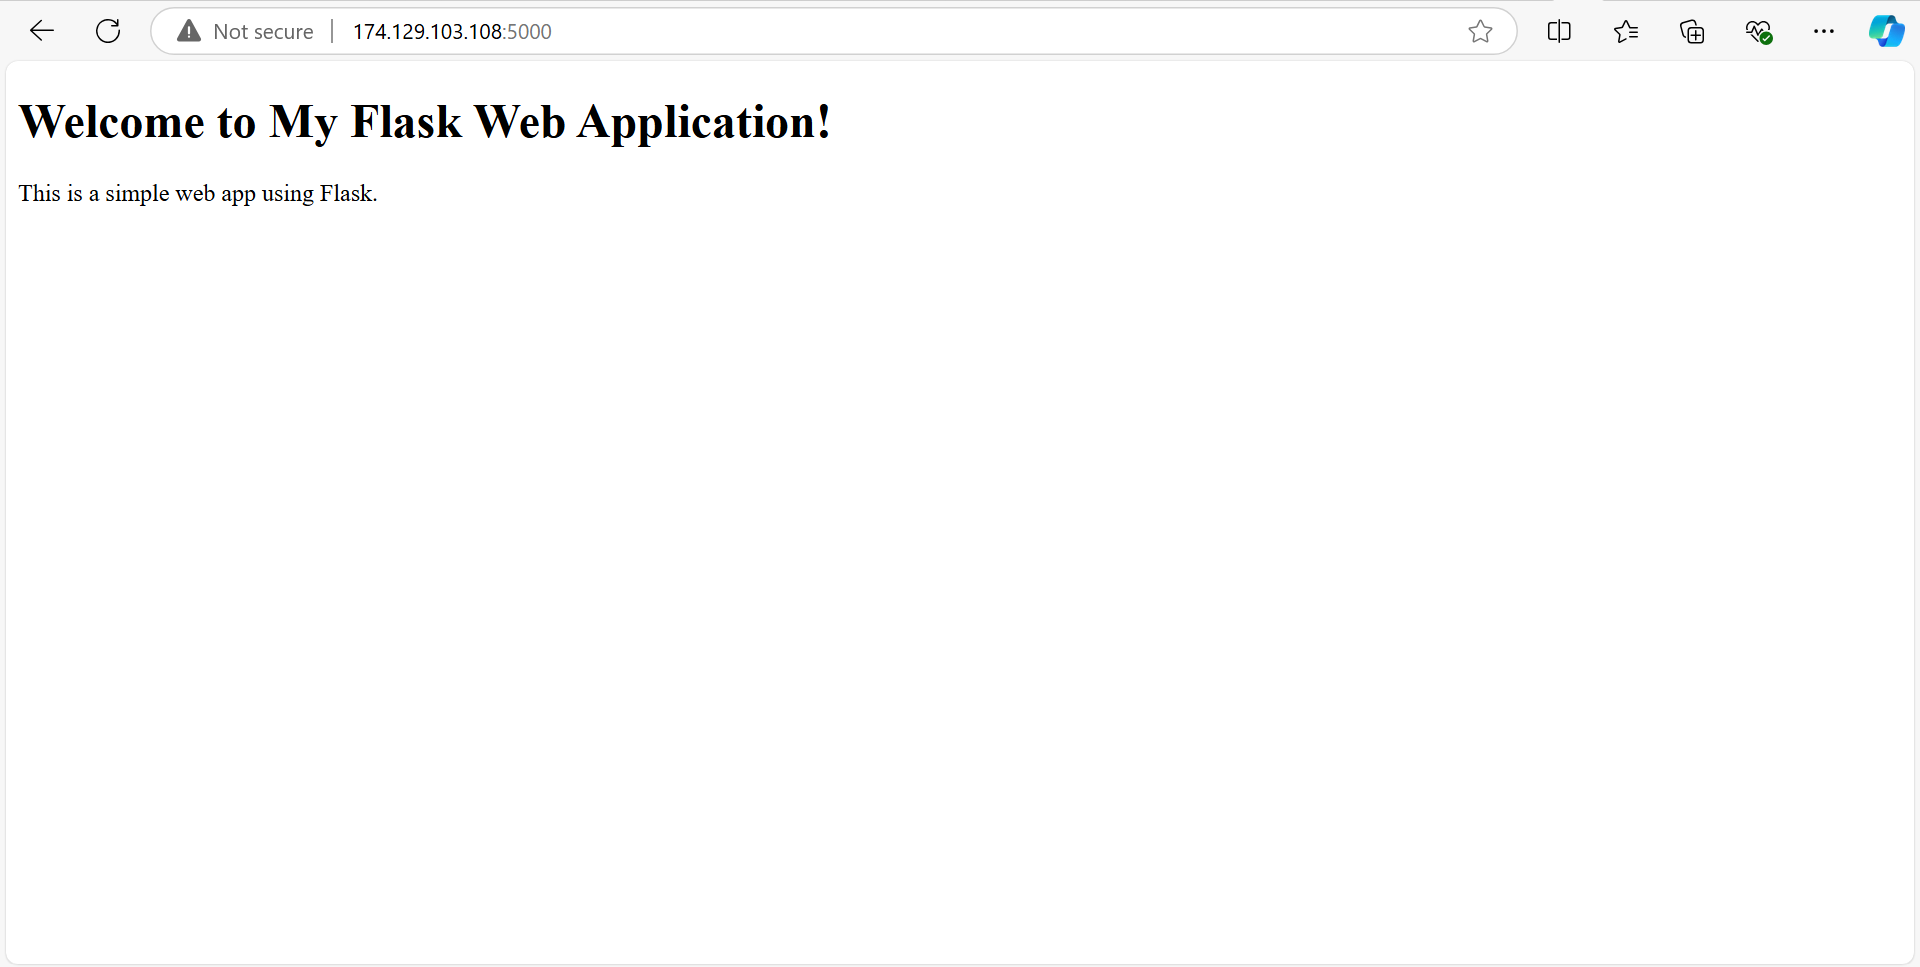 Not secure | 174.129.103.108:5000
Welcome to My Flask Web Application!
This is a simple web app using Flask.